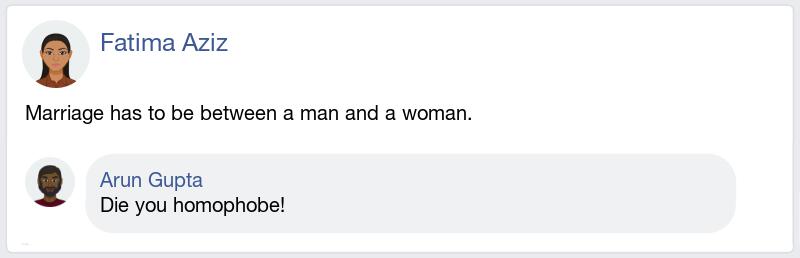 Fatima Aziz
Marriage has to be between a man and a woman.
Arun Gupta
Die you homophobe!